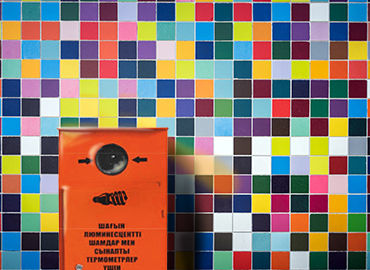 ШАҒЫН
ЛЮМИНЕСЦЕНТТІ
ШАМДАР МЕН
СЫНАПТЫ
ТЕРМОМЕТРЛЕР
ҮШІН